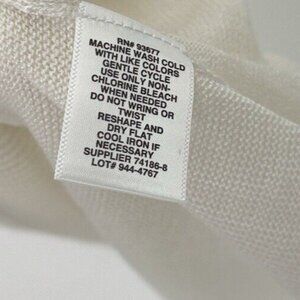 RN# 93677
MACHINE WASH COLD
WITH LIKE COLORS
GENTLE CYCLE
USE ONLY NON-
CHLORINE BLEACH
WHEN NEEDED
DO NOT WRING OR
TWIST
RESHAPE AND
DRY FLAT
COOL IRON IF
NECESSARY
SUPPLIER 74186-8
LOT# 944-4767